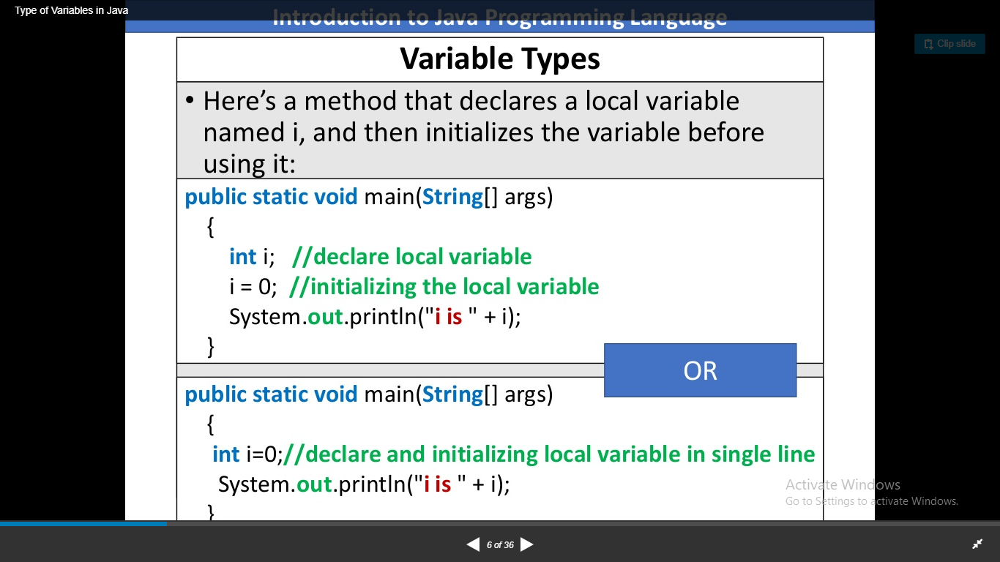 Type of Variables in Java
Introduction to Java Programming Language
Clip slide
Variable Types
• Here’s a method that declares a local variable
named i, and then initializes the variable before
using it:
public static void main(String[] args)
{
int i; //declare local variable
i = 0; //initializing the local variable
System.out.println("i is " + i);
}
OR
public static void main(String[] args)
{
int i=0;//declare and initializing local variable in single line
System.out.println("i is " + i);
}
Activate Windows
Go to Settings to activate Windows.
6 of 36